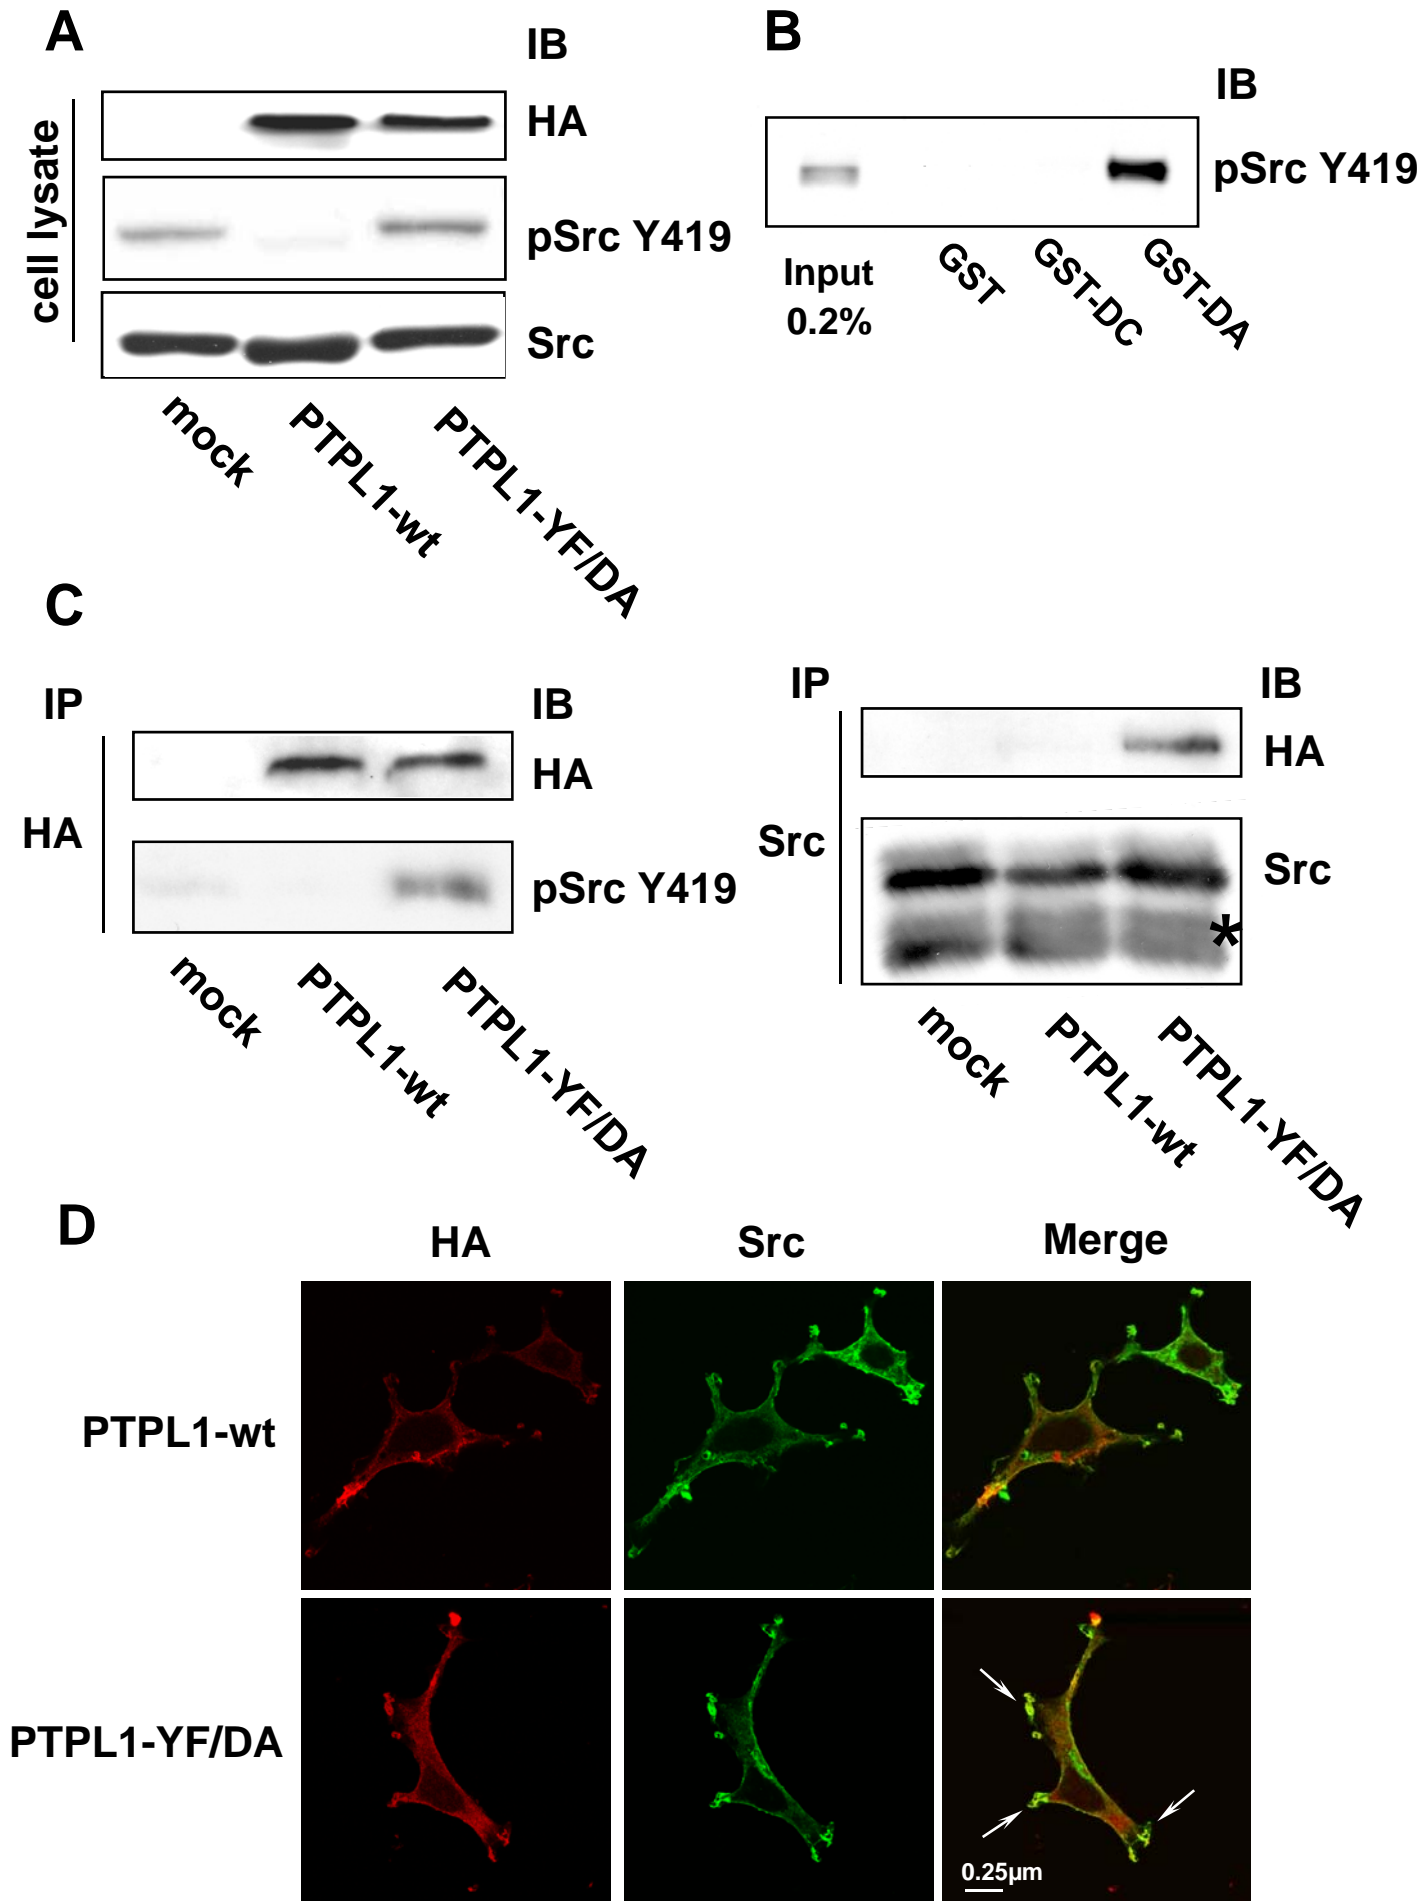 A
IB
cell lysate
HA
pSrc Y419
Src
mock
PTPL1-wt
PTPL1-YF/DA
B
IB
pSrc Y419
Input
0.2%
GST
GST-DC
GST-DA
C
IP
IB
HA
HA
pSrc Y419
mock
PTPL1-wt
PTPL1-YF/DA
IP
IB
Src
HA
Src
*
mock
PTPL1-wt
PTPL1-YF/DA
D
HA
Src
Merge
PTPL1-wt
PTPL1-YF/DA
0.25µm